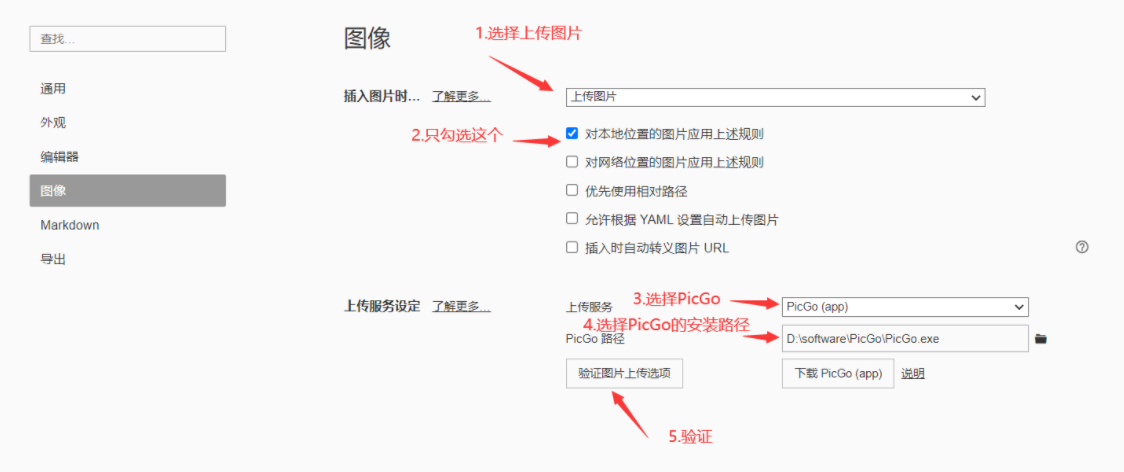 查找...
通用
外观
编辑器
图像
Markdown
导出
图像
1.选择上传图片
插入图片时... 了解更多...
上传图片
2.只勾选这个
对本地位置的图片应用上述规则
对网络位置的图片应用上述规则
优先使用相对路径
允许根据 YAML 设置自动上传图片
插入时自动转义图片 URL
?
上传服务设定 了解更多...
上传服务
3.选择PicGo
PicGo (app)
4.选择PicGo的安装路径
PicGo 路径
D:\software\PicGo\PicGo.exe
验证图片上传选项
下载 PicGo (app) 说明
5.验证